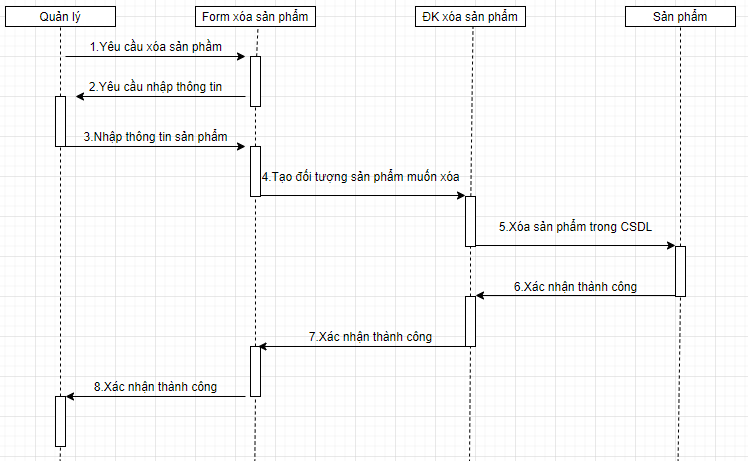 Quản lý
Form xóa sản phẩm
ĐK xóa sản phẩm
Sản phẩm
1.Yêu cầu xóa sản phầm
2.Yêu cầu nhập thông tin
3.Nhập thông tin sản phẩm
4.Tạo đối tượng sản phẩm muốn xóa
5.Xóa sản phẩm trong CSDL
6.Xác nhận thành công
7.Xác nhận thành công
8.Xác nhận thành công